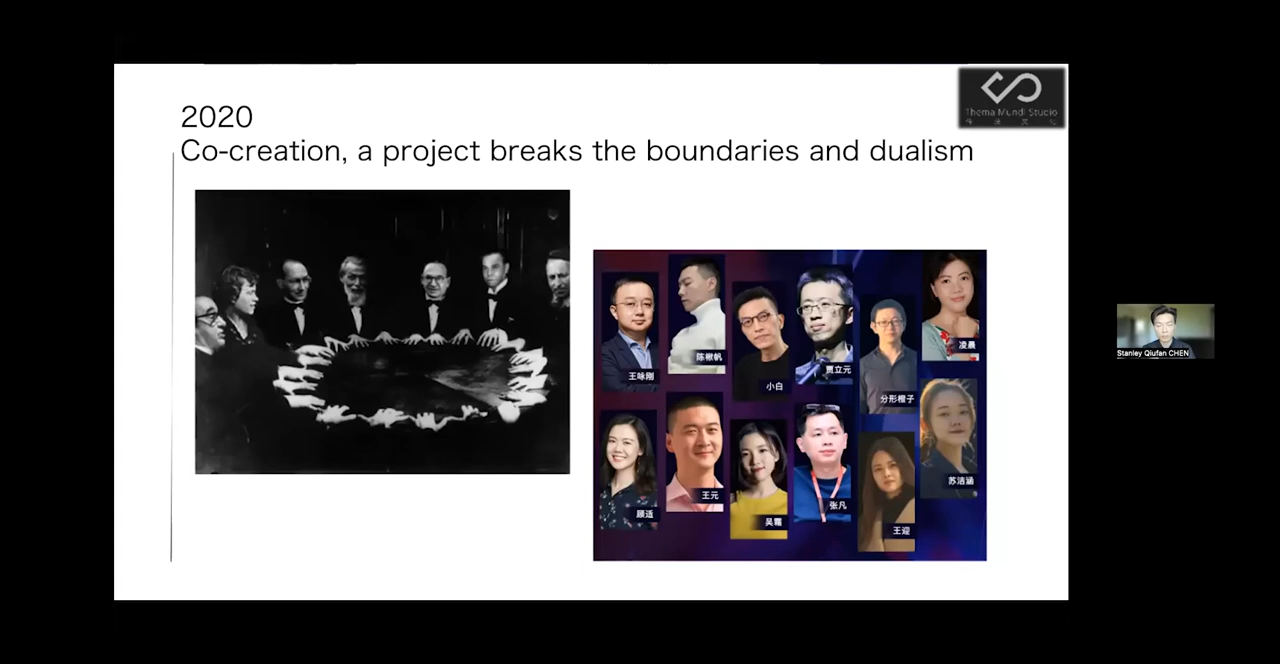 2020
Co-creation, a project breaks the boundaries and dualism
Thema Mundi Studio
王咏刚
陈楸帆
小白
贾立元
分形橙子
凌晨
顾适
王元
吴霜
张凡
王迎
苏洁涵
Stanley Qiufan CHEN